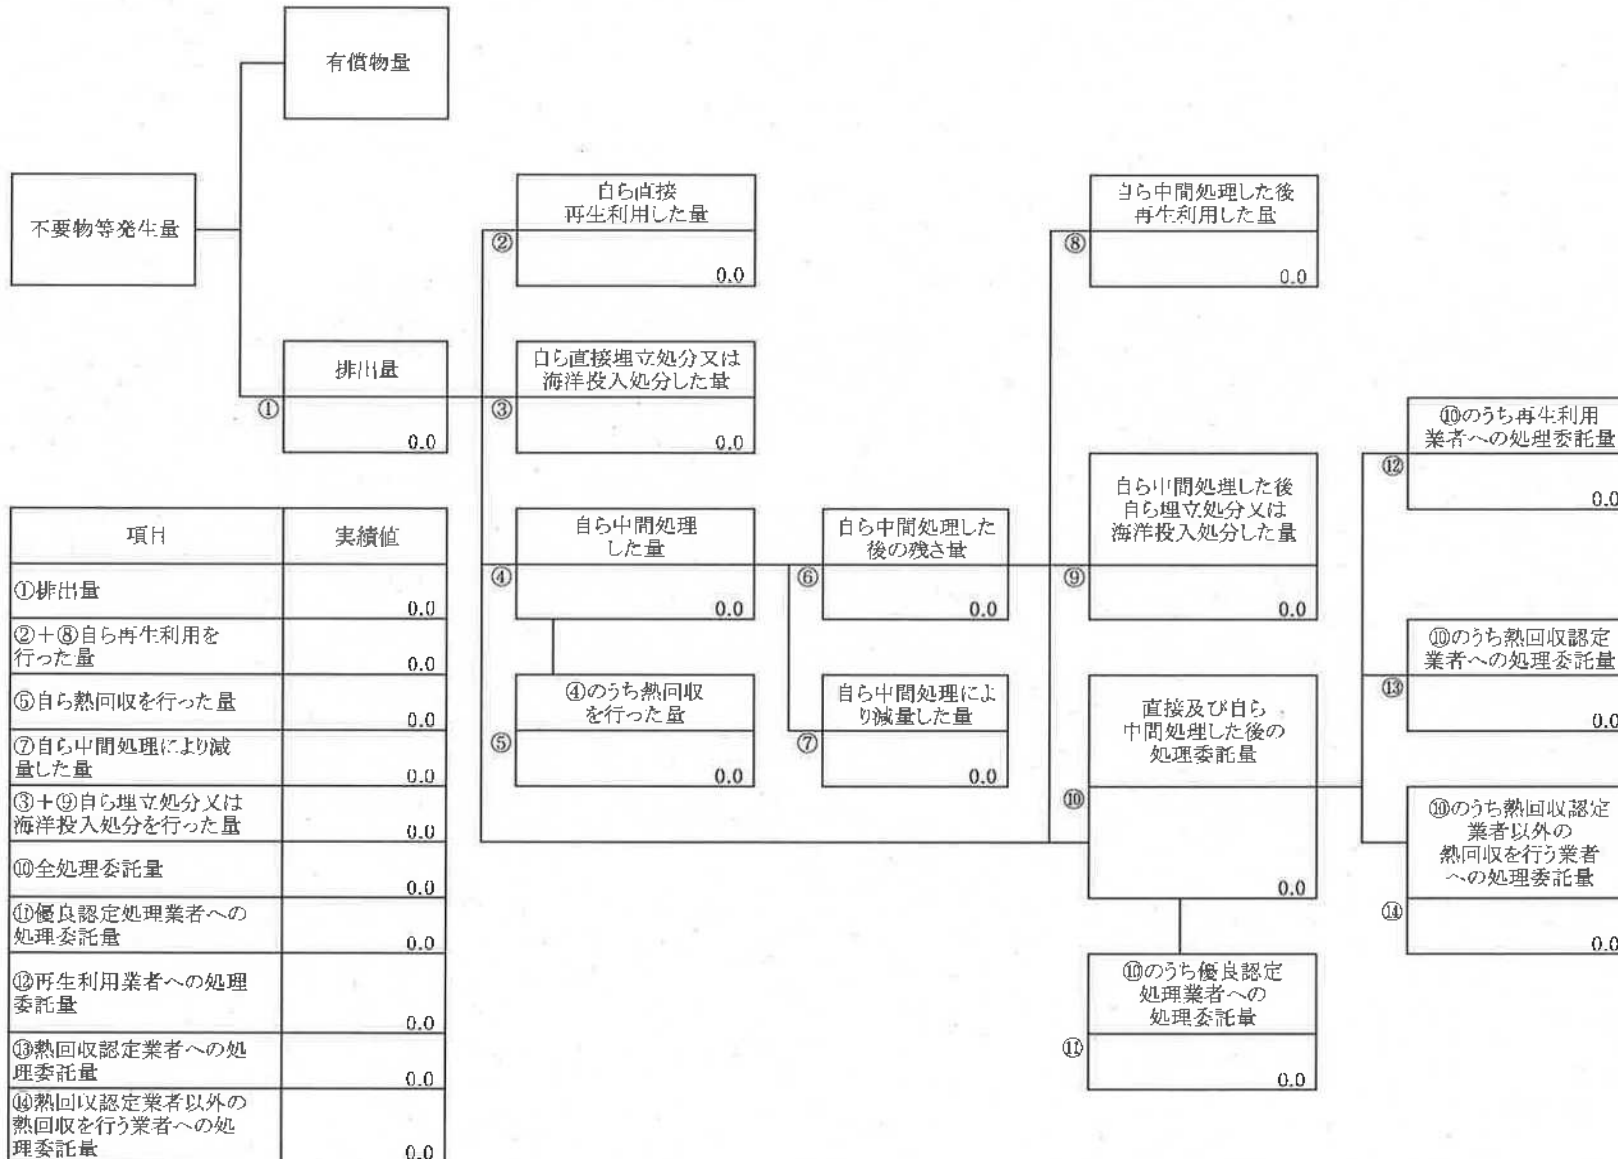 有償物量
不要物等発生量
自ら直接
再生利用した量
②
0.0
自ら中間処理した後
再生利用した量
⑧
0.0
排出量
①
0.0
自ら直接埋立処分又は
海洋投入処分した量
③
0.0
⑩のうち再生利用
業者への処理委託量
⑫
0.0
自ら中間処理
した量
④
0.0
自ら中間処理した
後の残さ量
⑥
0.0
自ら中間処理した後
自ら埋立処分又は
海洋投入処分した量
⑨
0.0
⑩のうち熱回収認定
業者への処理委託量
⑬
0.0
④のうち熱回収
を行った量
⑤
0.0
自ら中間処理によ
り減量した量
⑦
0.0
直接及び自ら
中間処理した後の
処理委託量
⑩
0.0
⑩のうち熱回収認定
業者以外の
熱回収を行う業者
への処理委託量
⑭
0.0
⑩のうち優良認定
処理業者への
処理委託量
⑪
0.0
項目 実績値
①排出量
0.0
②+⑧自ら再生利用を
行った量
0.0
⑤自ら熱回収を行った量
0.0
⑦自ら中間処理により減
量した量
0.0
③+⑨自ら埋立処分又は
海洋投入処分を行った量
0.0
⑩全処理委託量
0.0
⑪優良認定処理業者への
処理委託量
0.0
⑫再生利用業者への処理
委託量
0.0
⑬熱回収認定業者への処
理委託量
0.0
⑭熱回収認定業者以外の
熱回収を行う業者への処
理委託量
0.0